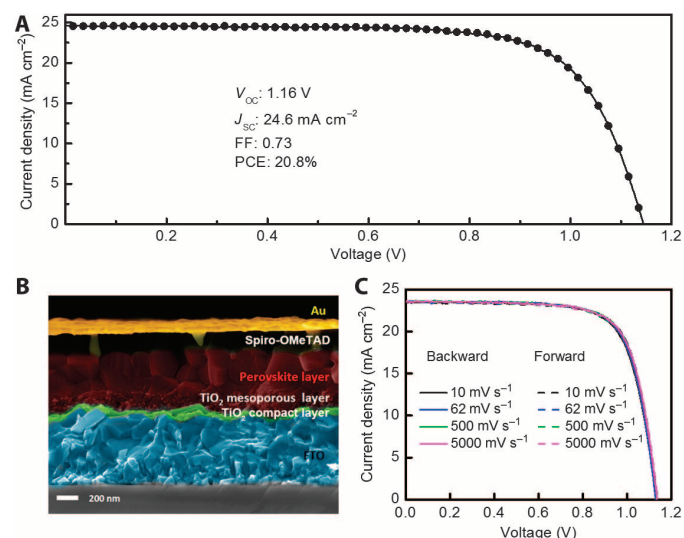 A
Current density (mA cm⁻²)
25
20
15
10
5
0
V_OC: 1.16 V
J_SC: 24.6 mA cm⁻²
FF: 0.73
PCE: 20.8%
0.2 0.4 0.6 0.8 1.0 1.2
Voltage (V)
B
Au
Spiro-OMeTAD
Perovskite layer
TiO₂ mesoporous layer
TiO₂ compact layer
FTO
200 nm
C
Current density (mA cm⁻²)
25
20
15
10
5
0
Backward Forward
10 mV s⁻¹ 10 mV s⁻¹
62 mV s⁻¹ 62 mV s⁻¹
500 mV s⁻¹ 500 mV s⁻¹
5000 mV s⁻¹ 5000 mV s⁻¹
0.0 0.2 0.4 0.6 0.8 1.0 1.2
Voltage (V)